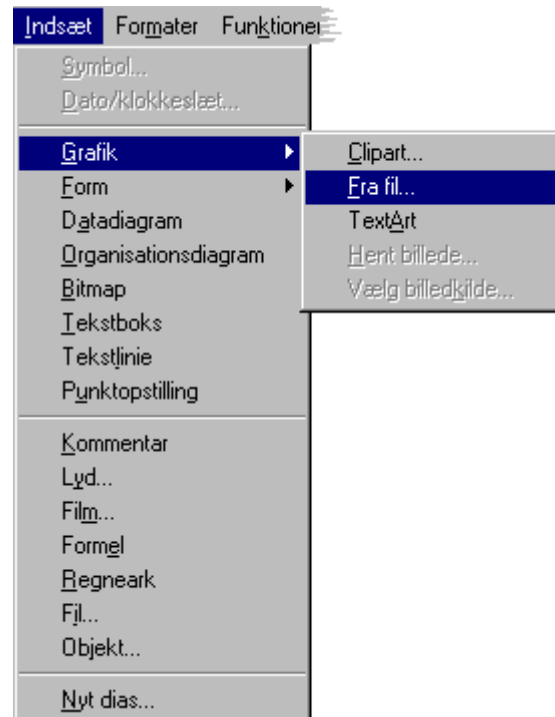 Indsæt Formater Funktioner
Symbol...
Dato/klokkeslæt...
Grafik
Form
Datadiagram
Organisationsdiagram
Bitmap
Tekstboks
Tekstlinie
Punktopstilling
Kommentar
Lyd...
Film...
Formel
Regneark
Fil...
Objekt...
Nyt dias...
Clipart...
Fra fil...
TextArt
Hent billede...
Vælg billedkilde...